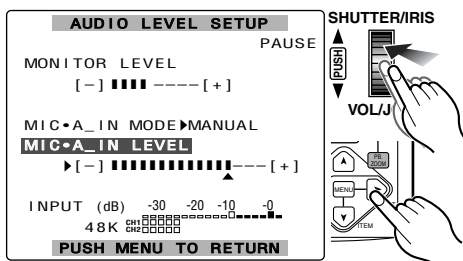 AUDIO LEVEL SETUP
PAUSE
MONITOR LEVEL
[–] ---- [+]
MIC•A_IN MODE▶MANUAL
MIC•A_IN LEVEL
▶[–] --- [+]
INPUT (dB) -30 -20 -10 -0
48K CH1
CH2
PUSH MENU TO RETURN
SHUTTER/IRIS
PUSH
VOL/J
PB.
ZOOM
MENU
ITEM